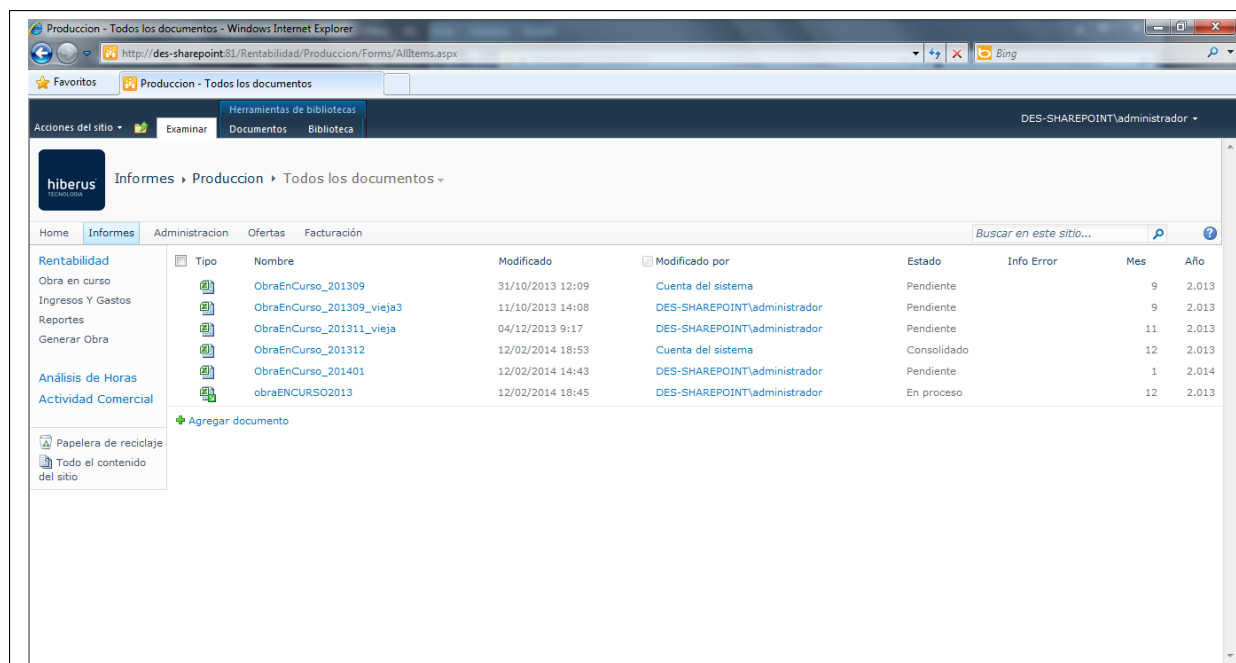 Produccion - Todos los documentos - Windows Internet Explorer
http://des-sharepoint:81/Rentabilidad/Produccion/Forms/AllItems.aspx
Bing
Favoritos
Produccion - Todos los documentos
Herramientas de bibliotecas
Acciones del sitio Examinar Documentos Biblioteca
DES-SHAREPOINT\administrador
hiberus
TECNOLOGIA
Informes Produccion Todos los documentos
Home Informes Administracion Ofertas Facturación
Buscar en este sitio...
Rentabilidad
Obra en curso
Ingresos Y Gastos
Reportes
Generar Obra
Análisis de Horas
Actividad Comercial
Papelera de reciclaje
Todo el contenido
del sitio
Tipo Nombre Modificado Modificado por Estado Info Error Mes Año
ObraEnCurso_201309 31/10/2013 12:09 Cuenta del sistema Pendiente 9 2.013
ObraEnCurso_201309_vieja3 11/10/2013 14:08 DES-SHAREPOINT\administrador Pendiente 9 2.013
ObraEnCurso_201311_vieja 04/12/2013 9:17 DES-SHAREPOINT\administrador Pendiente 11 2.013
ObraEnCurso_201312 12/02/2014 18:53 Cuenta del sistema Consolidado 12 2.013
ObraEnCurso_201401 12/02/2014 14:43 DES-SHAREPOINT\administrador Pendiente 1 2.014
obraENCURSO2013 12/02/2014 18:45 DES-SHAREPOINT\administrador En proceso 12 2.013
Agregar documento